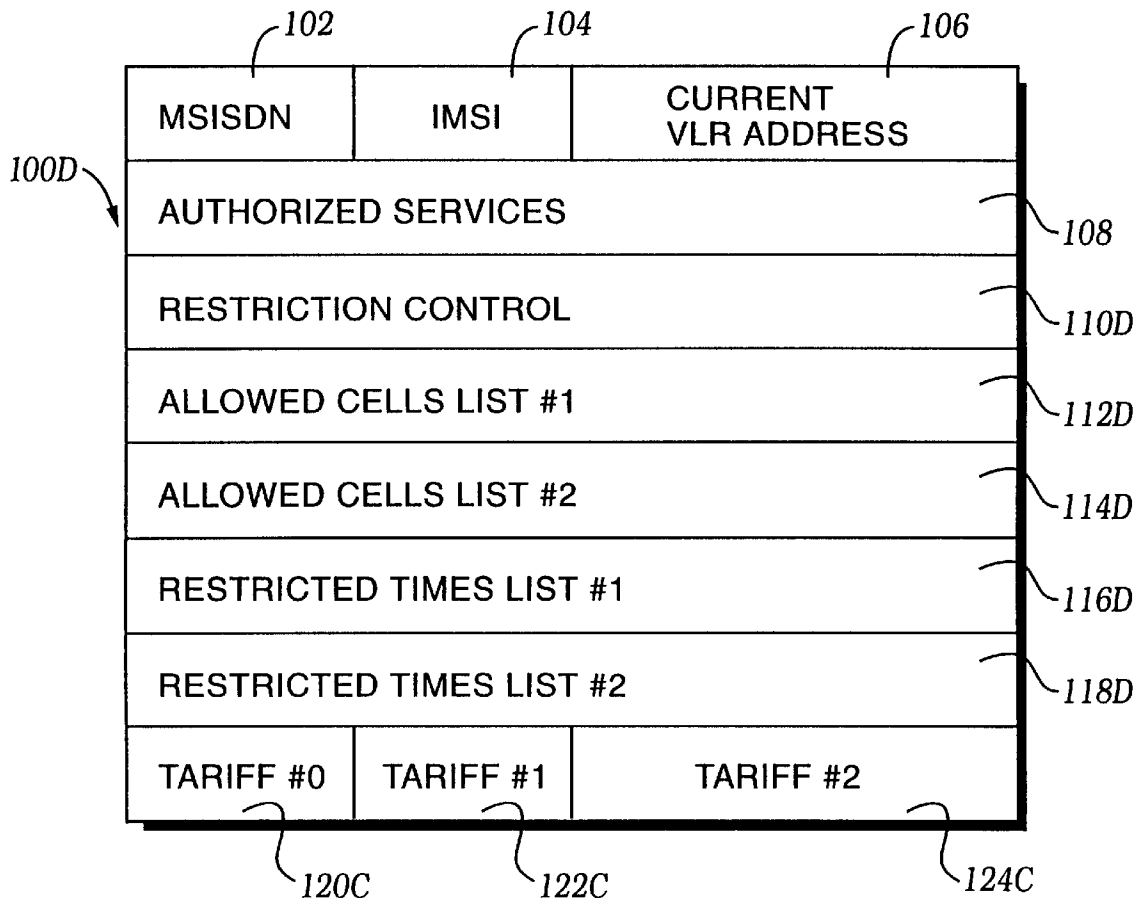 102
104
106
MSISDN
IMSI
CURRENT
VLR ADDRESS
100D
AUTHORIZED SERVICES
108
RESTRICTION CONTROL
110D
ALLOWED CELLS LIST #1
112D
ALLOWED CELLS LIST #2
114D
RESTRICTED TIMES LIST #1
116D
RESTRICTED TIMES LIST #2
118D
TARIFF #0
TARIFF #1
TARIFF #2
120C
122C
124C